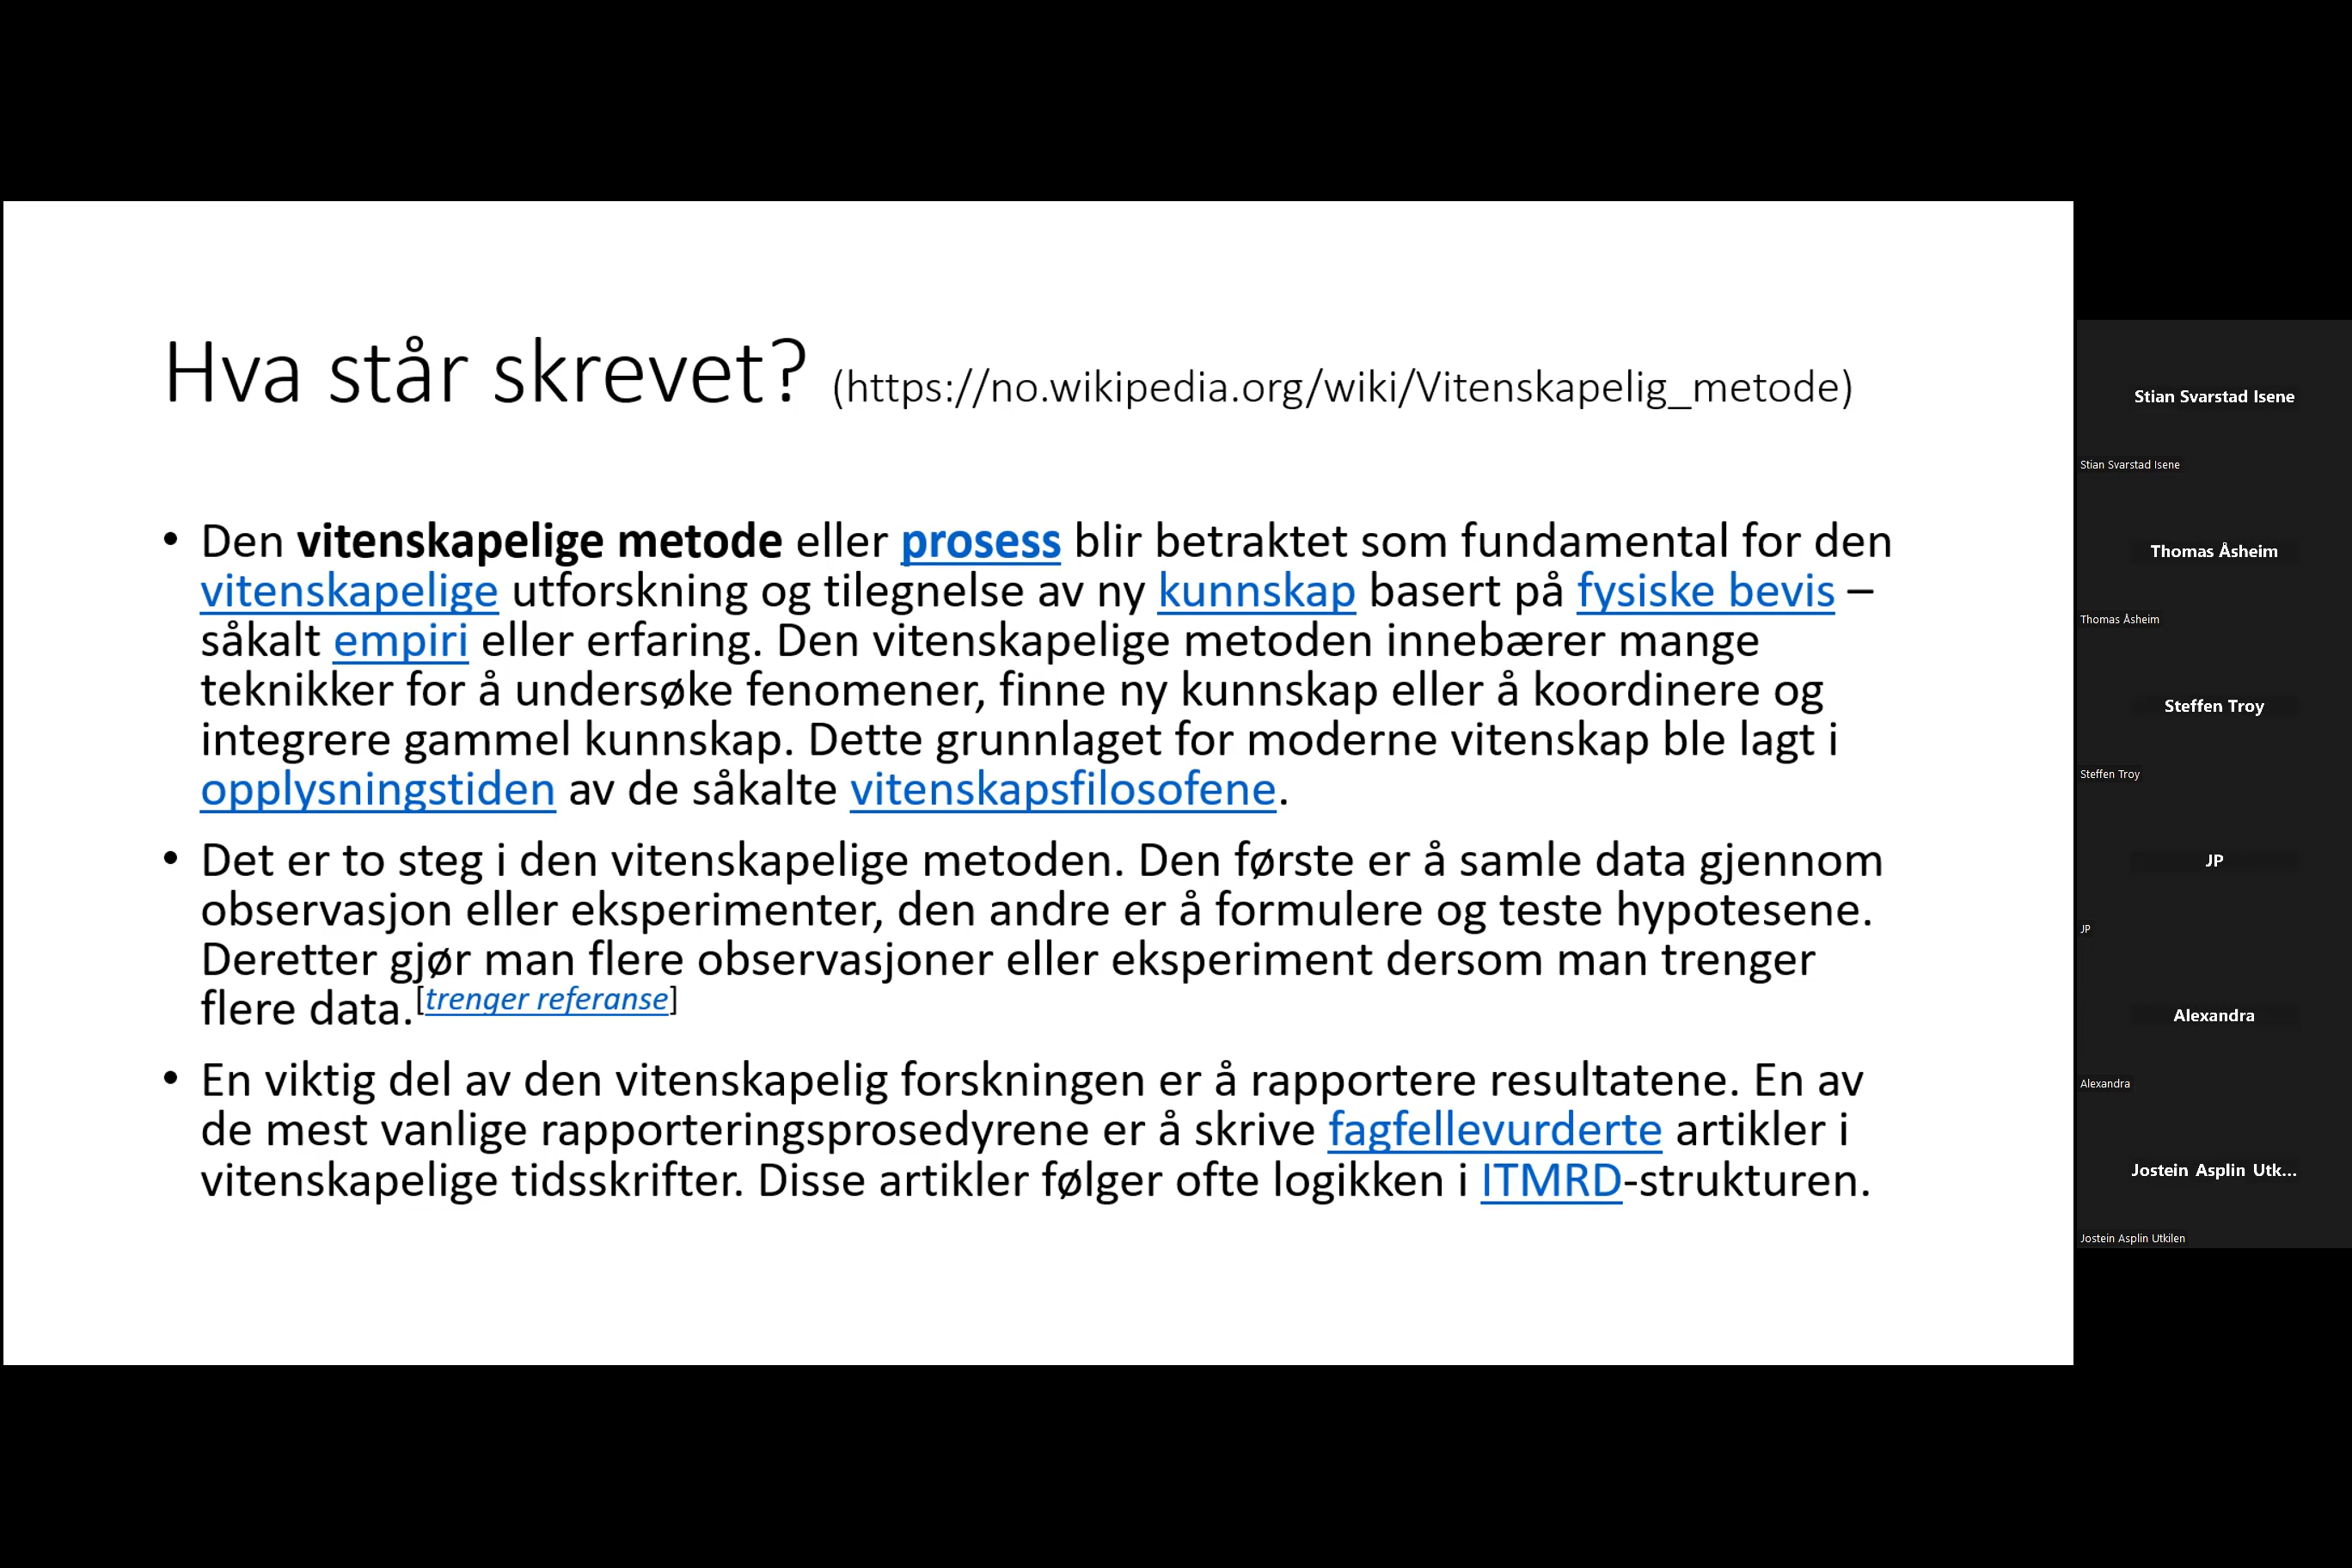 Hva står skrevet? (https://no.wikipedia.org/wiki/Vitenskapelig_metode)
• Den vitenskapelige metode eller prosess blir betraktet som fundamental for den
vitenskapelige utforskning og tilegnelse av ny kunnskap basert på fysiske bevis –
såkalt empiri eller erfaring. Den vitenskapelige metoden innebærer mange
teknikker for å undersøke fenomener, finne ny kunnskap eller å koordinere og
integrere gammel kunnskap. Dette grunnlaget for moderne vitenskap ble lagt i
opplysningstiden av de såkalte vitenskapsfilosofene.
• Det er to steg i den vitenskapelige metoden. Den første er å samle data gjennom
observasjon eller eksperimenter, den andre er å formulere og teste hypotesene.
Deretter gjør man flere observasjoner eller eksperiment dersom man trenger
flere data.[trenger referanse]
• En viktig del av den vitenskapelig forskningen er å rapportere resultatene. En av
de mest vanlige rapporteringsprosedyrene er å skrive fagfellevurderte artikler i
vitenskapelige tidsskrifter. Disse artikler følger ofte logikken i ITMRD-strukturen.
Stian Svarstad Isene
Stian Svarstad Isene
Thomas Åsheim
Thomas Åsheim
Steffen Troy
Steffen Troy
JP
JP
Alexandra
Alexandra
Jostein Asplin Utk...
Jostein Asplin Utkilen